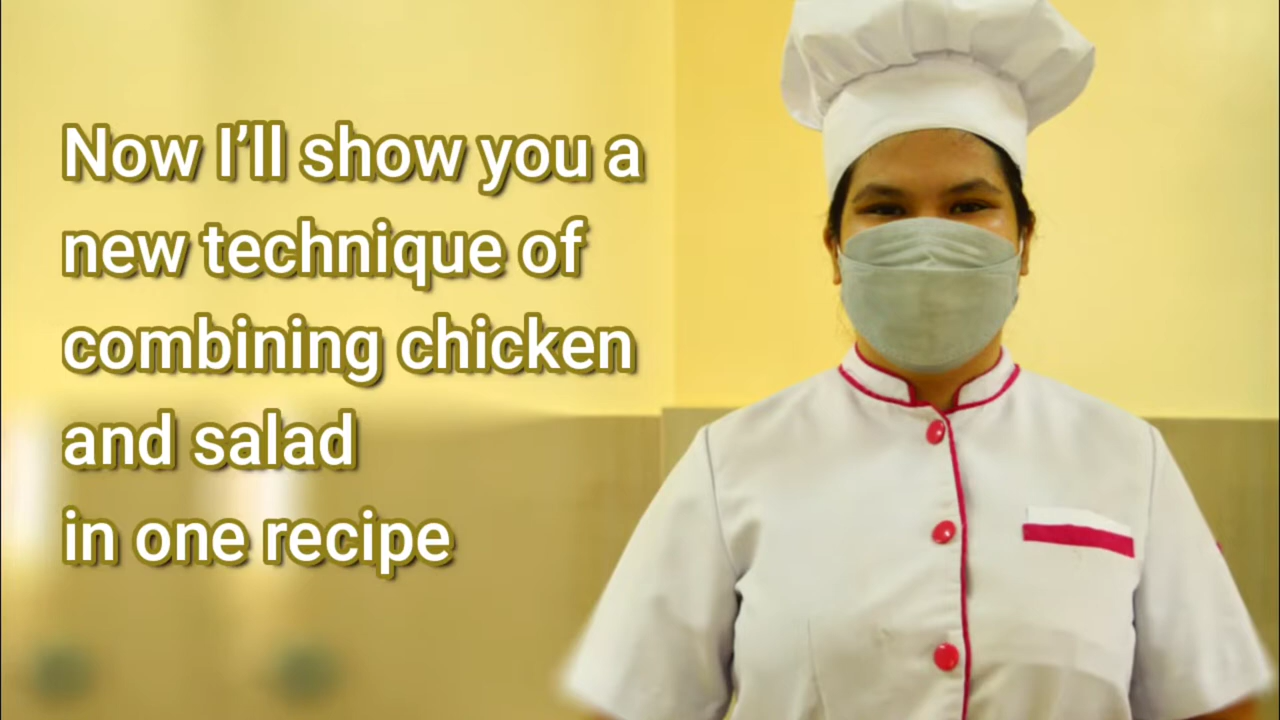 Now I’ll show you a
new technique of
combining chicken
and salad
in one recipe